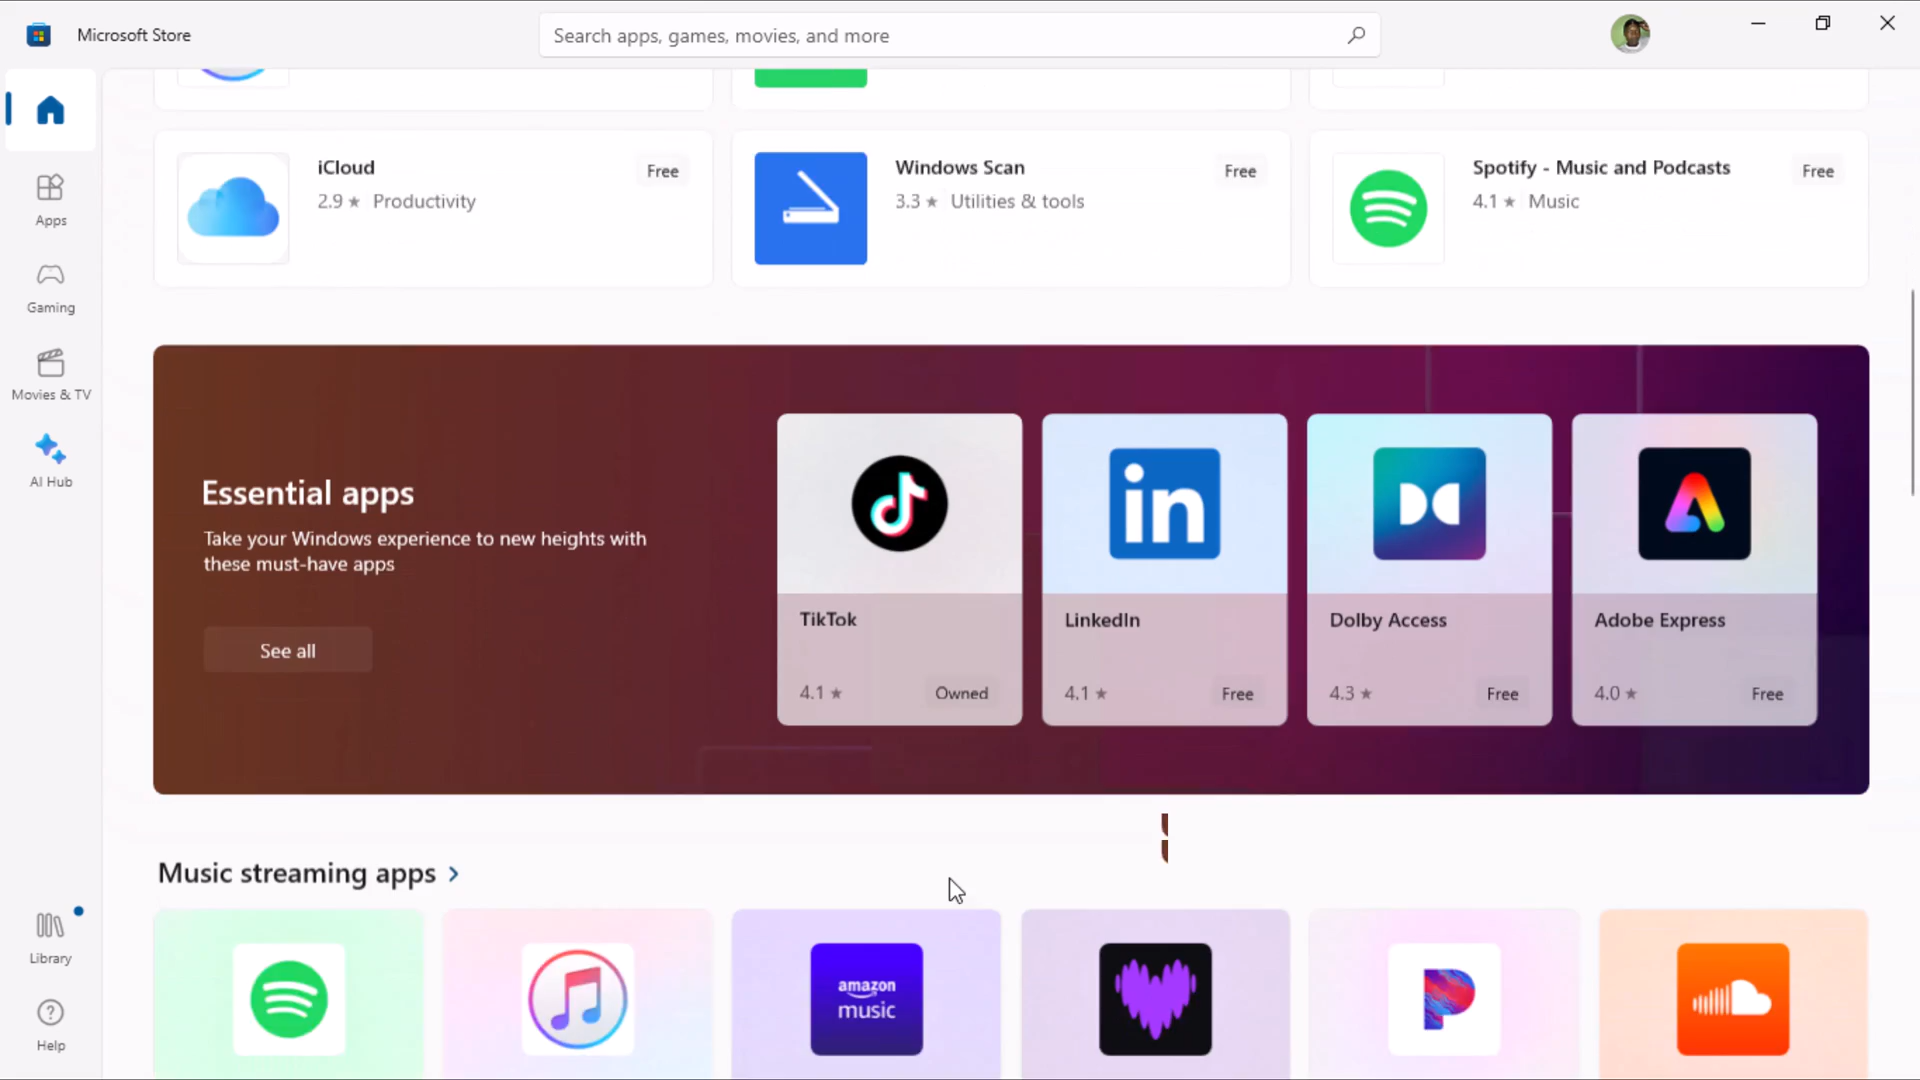 Microsoft Store
Search apps, games, movies, and more
Apps
Gaming
Movies & TV
AI Hub
Library
Help
iCloud
Free
2.9 ★ Productivity
Windows Scan
Free
3.3 ★ Utilities & tools
Spotify - Music and Podcasts
Free
4.1 ★ Music
Essential apps
Take your Windows experience to new heights with
these must-have apps
See all
TikTok
4.1 ★ Owned
in
LinkedIn
4.1 ★ Free
Dolby Access
4.3 ★ Free
Adobe Express
4.0 ★ Free
Music streaming apps
amazon
music